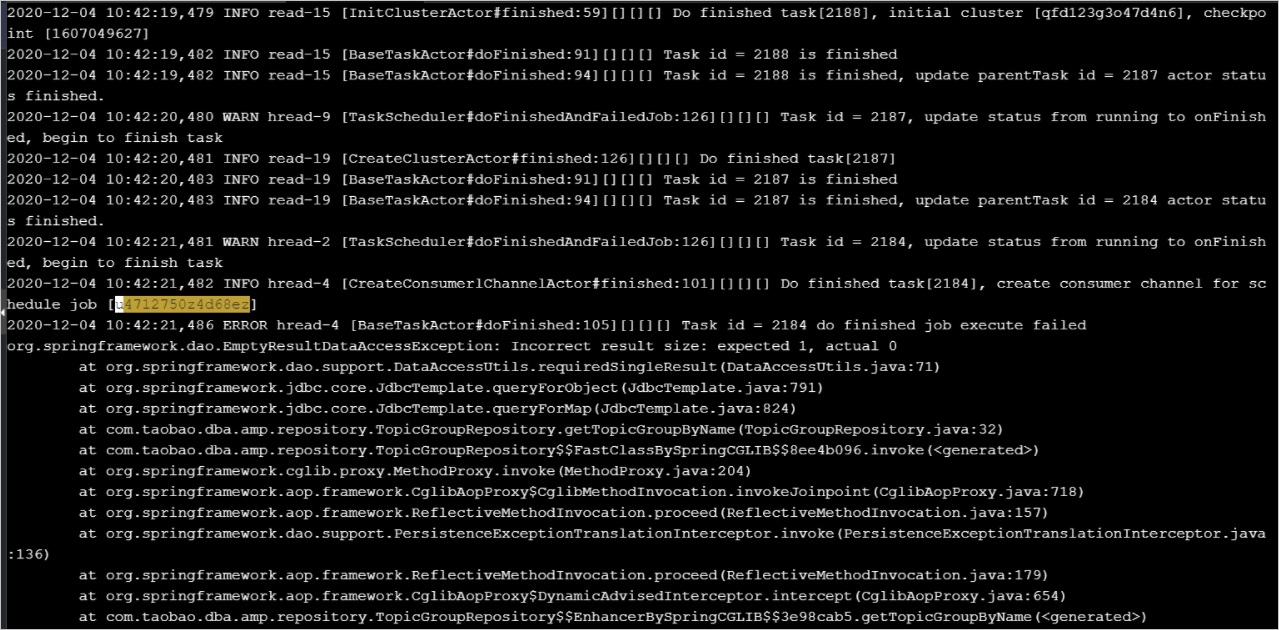 2020-12-04 10:42:19,479 INFO read-15 [InitClusterActor#finished:59][][][] Do finished task[2188], initial cluster [qfd123g3o47d4n6], checkpo
int [1607049627]
2020-12-04 10:42:19,482 INFO read-15 [BaseTaskActor#doFinished:91][][][] Task id = 2188 is finished
2020-12-04 10:42:19,482 INFO read-15 [BaseTaskActor#doFinished:94][][][] Task id = 2188 is finished, update parentTask id = 2187 actor statu
s finished.
2020-12-04 10:42:20,480 WARN hread-9 [TaskScheduler#doFinishedAndFailedJob:126][][][] Task id = 2187, update status from running to onFinish
ed, begin to finish task
2020-12-04 10:42:20,481 INFO read-19 [CreateClusterActor#finished:126][][][] Do finished task[2187]
2020-12-04 10:42:20,483 INFO read-19 [BaseTaskActor#doFinished:91][][][] Task id = 2187 is finished
2020-12-04 10:42:20,483 INFO read-19 [BaseTaskActor#doFinished:94][][][] Task id = 2187 is finished, update parentTask id = 2184 actor statu
s finished.
2020-12-04 10:42:21,481 WARN hread-2 [TaskScheduler#doFinishedAndFailedJob:126][][][] Task id = 2184, update status from running to onFinish
ed, begin to finish task
2020-12-04 10:42:21,482 INFO hread-4 [CreateConsumerlChannelActor#finished:101][][][] Do finished task[2184], create consumer channel for sc
hedule job [u4712750z4d68ez]
2020-12-04 10:42:21,486 ERROR hread-4 [BaseTaskActor#doFinished:105][][][] Task id = 2184 do finished job execute failed
org.springframework.dao.EmptyResultDataAccessException: Incorrect result size: expected 1, actual 0
at org.springframework.dao.support.DataAccessUtils.requiredSingleResult(DataAccessUtils.java:71)
at org.springframework.jdbc.core.JdbcTemplate.queryForObject(JdbcTemplate.java:791)
at org.springframework.jdbc.core.JdbcTemplate.queryForMap(JdbcTemplate.java:824)
at com.taobao.dba.amp.repository.TopicGroupRepository.getTopicGroupByName(TopicGroupRepository.java:32)
at com.taobao.dba.amp.repository.TopicGroupRepository$$FastClassBySpringCGLIB$$8ee4b096.invoke(<generated>)
at org.springframework.cglib.proxy.MethodProxy.invoke(MethodProxy.java:204)
at org.springframework.aop.framework.CglibAopProxy$CglibMethodInvocation.invokeJoinpoint(CglibAopProxy.java:718)
at org.springframework.aop.framework.ReflectiveMethodInvocation.proceed(ReflectiveMethodInvocation.java:157)
at org.springframework.dao.support.PersistenceExceptionTranslationInterceptor.invoke(PersistenceExceptionTranslationInterceptor.java
:136)
at org.springframework.aop.framework.ReflectiveMethodInvocation.proceed(ReflectiveMethodInvocation.java:179)
at org.springframework.aop.framework.CglibAopProxy$DynamicAdvisedInterceptor.intercept(CglibAopProxy.java:654)
at com.taobao.dba.amp.repository.TopicGroupRepository$$EnhancerBySpringCGLIB$$3e98cab5.getTopicGroupByName(<generated>)